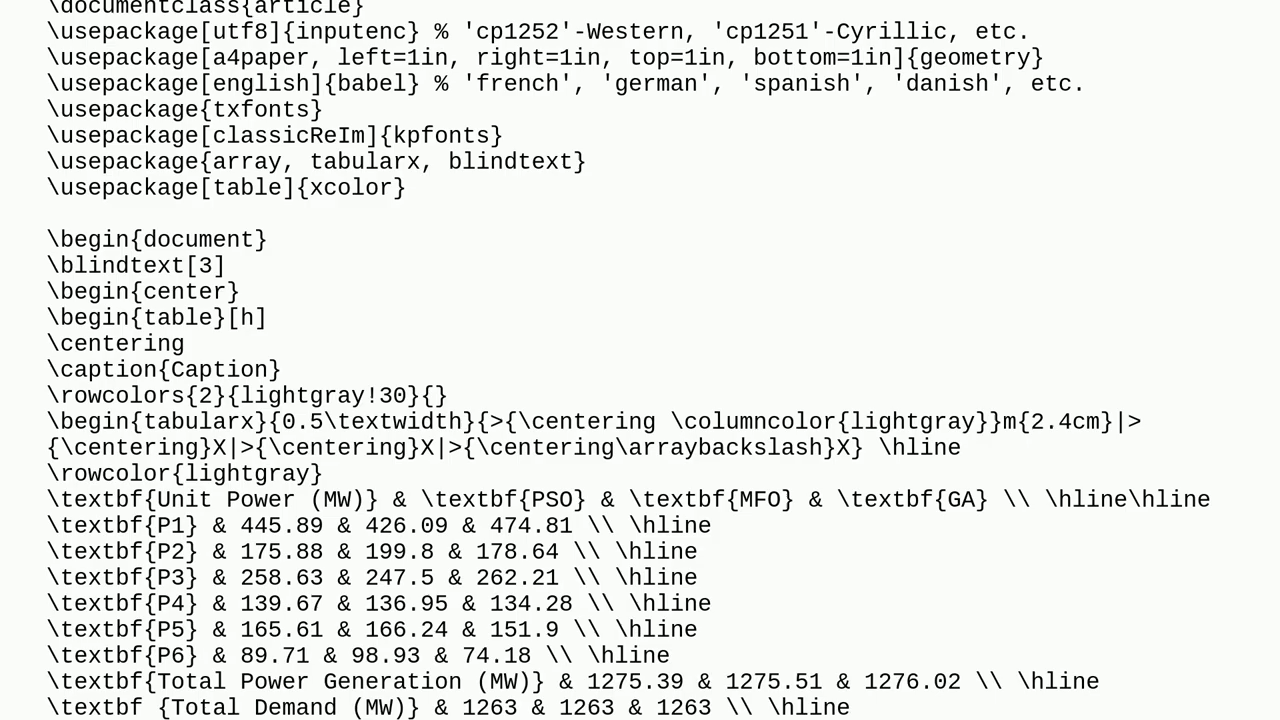 \documentclass{article}
\usepackage[utf8]{inputenc} % 'cp1252'-Western, 'cp1251'-Cyrillic, etc.
\usepackage[a4paper, left=1in, right=1in, top=1in, bottom=1in]{geometry}
\usepackage[english]{babel} % 'french', 'german', 'spanish', 'danish', etc.
\usepackage{txfonts}
\usepackage[classicReIm]{kpfonts}
\usepackage{array, tabularx, blindtext}
\usepackage[table]{xcolor}

\begin{document}
\blindtext[3]
\begin{center}
\begin{table}[h]
\centering
\caption{Caption}
\rowcolors{2}{lightgray!30}{}
\begin{tabularx}{0.5\textwidth}{>{\centering \columncolor{lightgray}}m{2.4cm}|>
{\centering}X|>{\centering}X|>{\centering\arraybackslash}X} \hline
\rowcolor{lightgray}
\textbf{Unit Power (MW)} & \textbf{PSO} & \textbf{MFO} & \textbf{GA} \\ \hline\hline
\textbf{P1} & 445.89 & 426.09 & 474.81 \\ \hline
\textbf{P2} & 175.88 & 199.8 & 178.64 \\ \hline
\textbf{P3} & 258.63 & 247.5 & 262.21 \\ \hline
\textbf{P4} & 139.67 & 136.95 & 134.28 \\ \hline
\textbf{P5} & 165.61 & 166.24 & 151.9 \\ \hline
\textbf{P6} & 89.71 & 98.93 & 74.18 \\ \hline
\textbf{Total Power Generation (MW)} & 1275.39 & 1275.51 & 1276.02 \\ \hline
\textbf {Total Demand (MW)} & 1263 & 1263 & 1263 \\ \hline